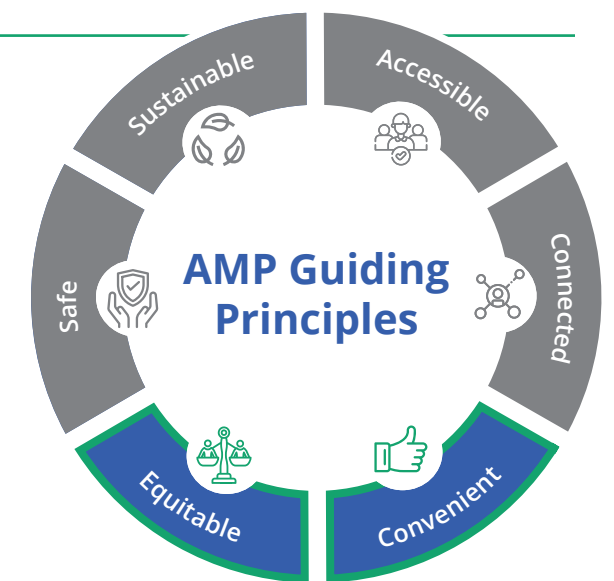 AMP Guiding
Principles
Accessible
Connected
Convenient
Equitable
Safe
Sustainable